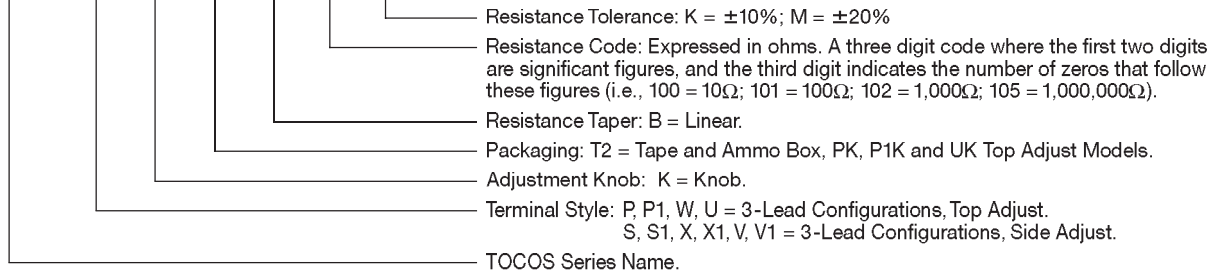 Resistance Tolerance: K = ±10%; M = ±20%
Resistance Code: Expressed in ohms. A three digit code where the first two digits
are significant figures, and the third digit indicates the number of zeros that follow
these figures (i.e., 100 = 10Ω; 101 = 100Ω; 102 = 1,000Ω; 105 = 1,000,000Ω).
Resistance Taper: B = Linear.
Packaging: T2 = Tape and Ammo Box, PK, P1K and UK Top Adjust Models.
Adjustment Knob: K = Knob.
Terminal Style: P, P1, W, U = 3-Lead Configurations, Top Adjust.
S, S1, X, X1, V, V1 = 3-Lead Configurations, Side Adjust.
TOCOS Series Name.